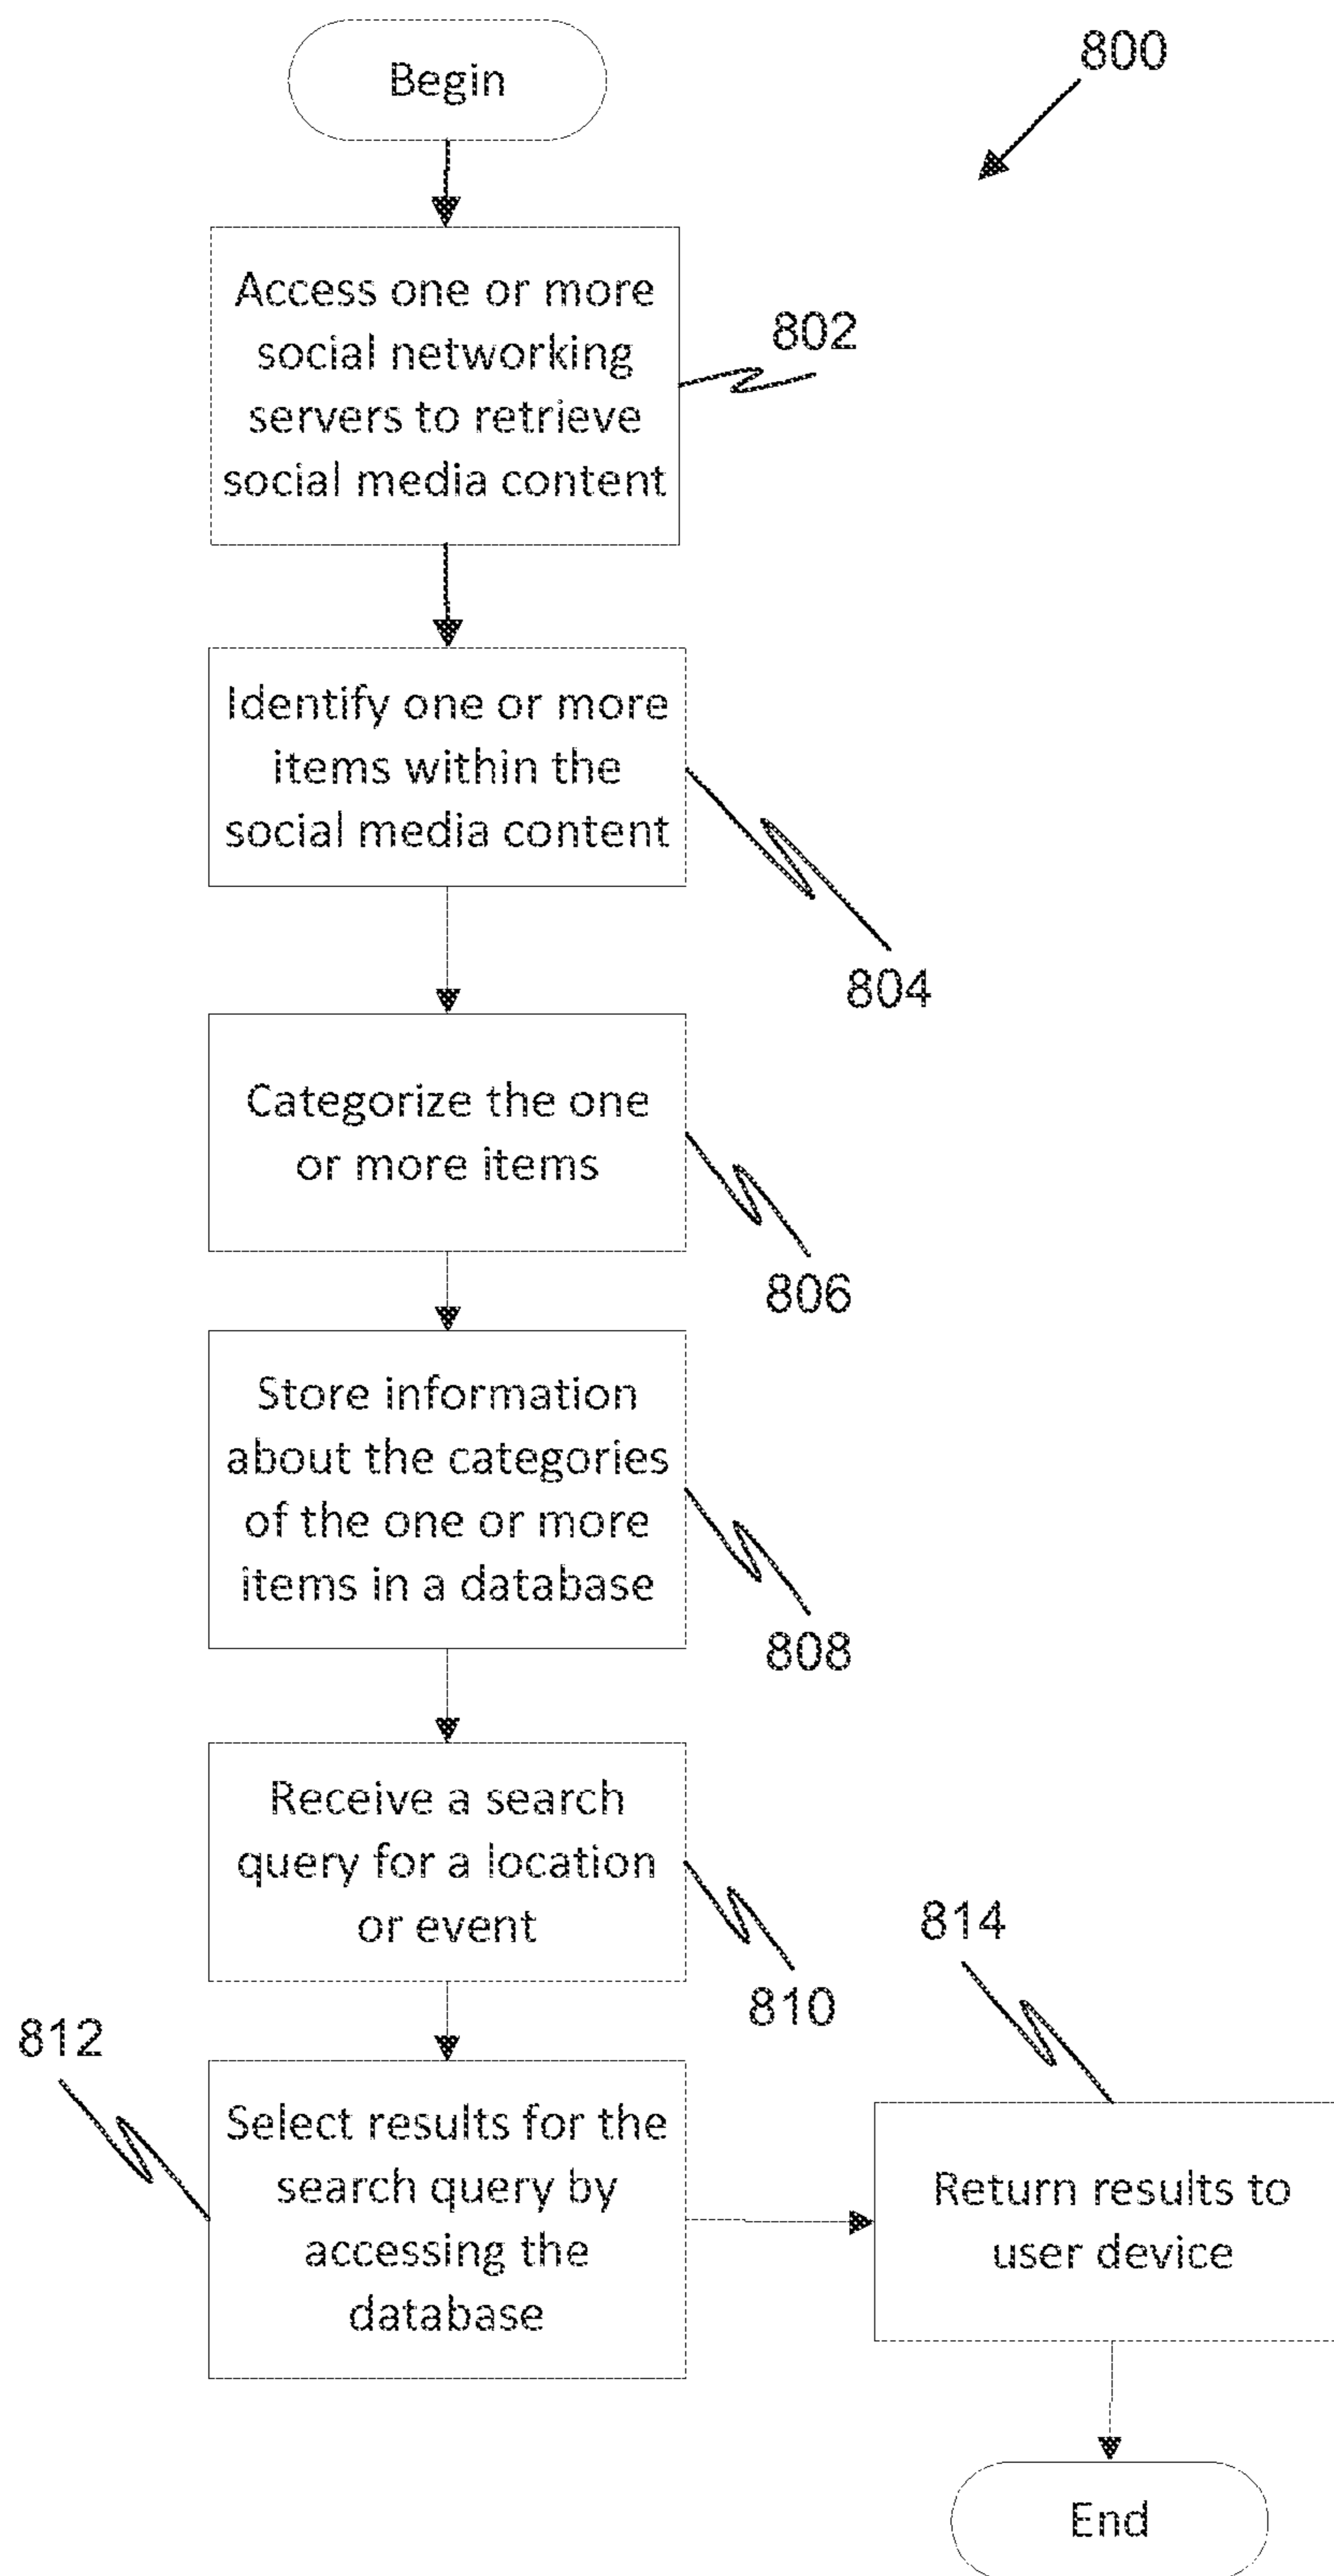 Begin
800
Access one or more
social networking
servers to retrieve
social media content
802
Identify one or more
items within the
social media content
804
Categorize the one
or more items
806
Store information
about the categories
of the one or more
items in a database
808
Receive a search
query for a location
or event
810
812
Select results for the
search query by
accessing the
database
814
Return results to
user device
End